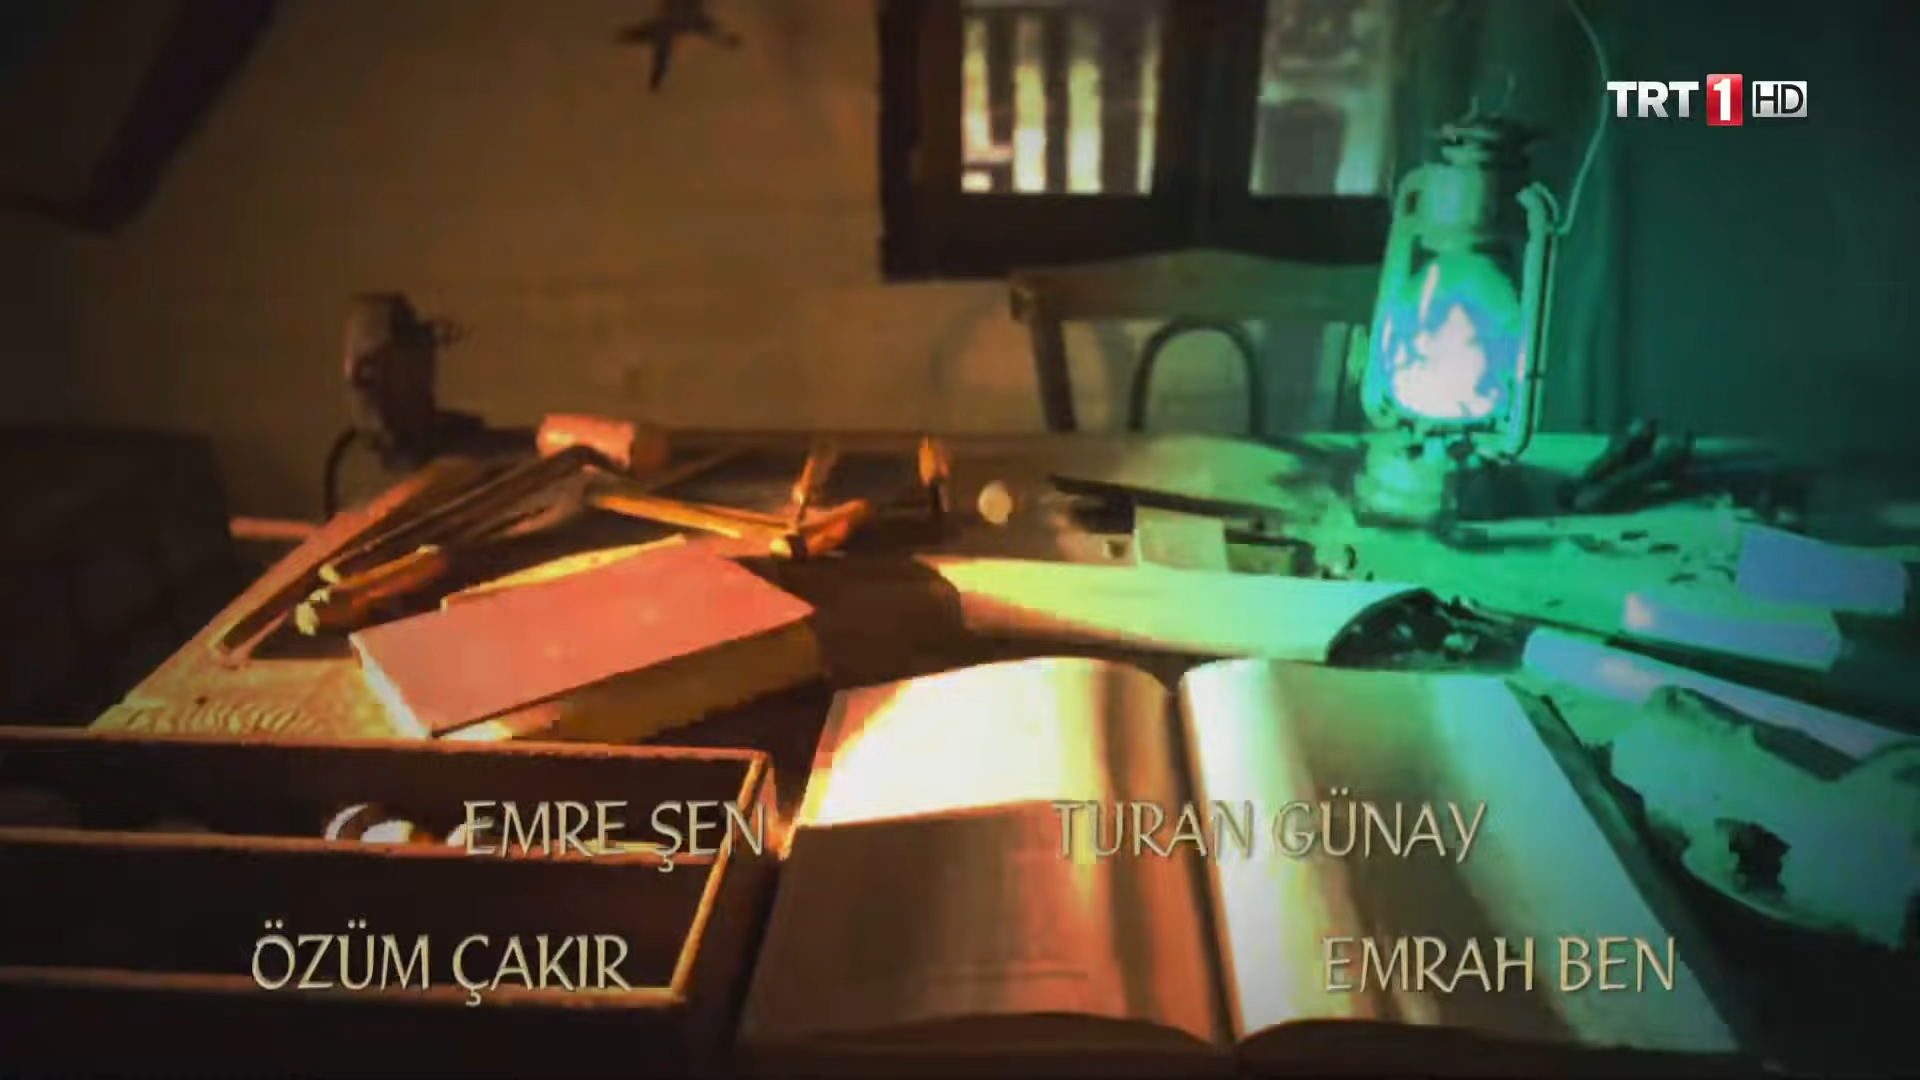 TRT 1 HD
EMRE ŞEN
TURAN GÜNAY
ÖZÜM ÇAKIR
EMRAH BEN